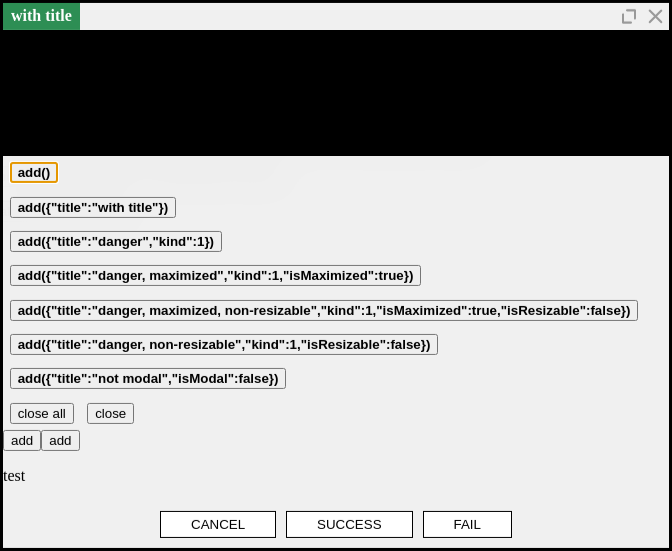 with title
add()
add({"title":"with title"})
add({"title":"danger","kind":1})
add({"title":"danger, maximized","kind":1,"isMaximized":true})
add({"title":"danger, maximized, non-resizable","kind":1,"isMaximized":true,"isResizable":false})
add({"title":"danger, non-resizable","kind":1,"isResizable":false})
add({"title":"not modal","isModal":false})
close all close
add add
test
CANCEL SUCCESS FAIL